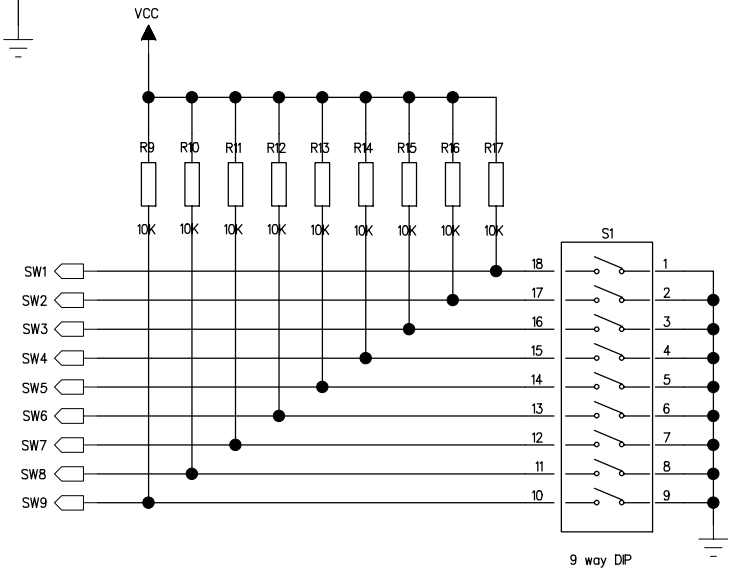 VCC
R9 R10 R11 R12 R13 R14 R15 R16 R17
10K 10K 10K 10K 10K 10K 10K 10K 10K
S1
SW1 18 1
SW2 17 2
SW3 16 3
SW4 15 4
SW5 14 5
SW6 13 6
SW7 12 7
SW8 11 8
SW9 10 9
9 way DIP